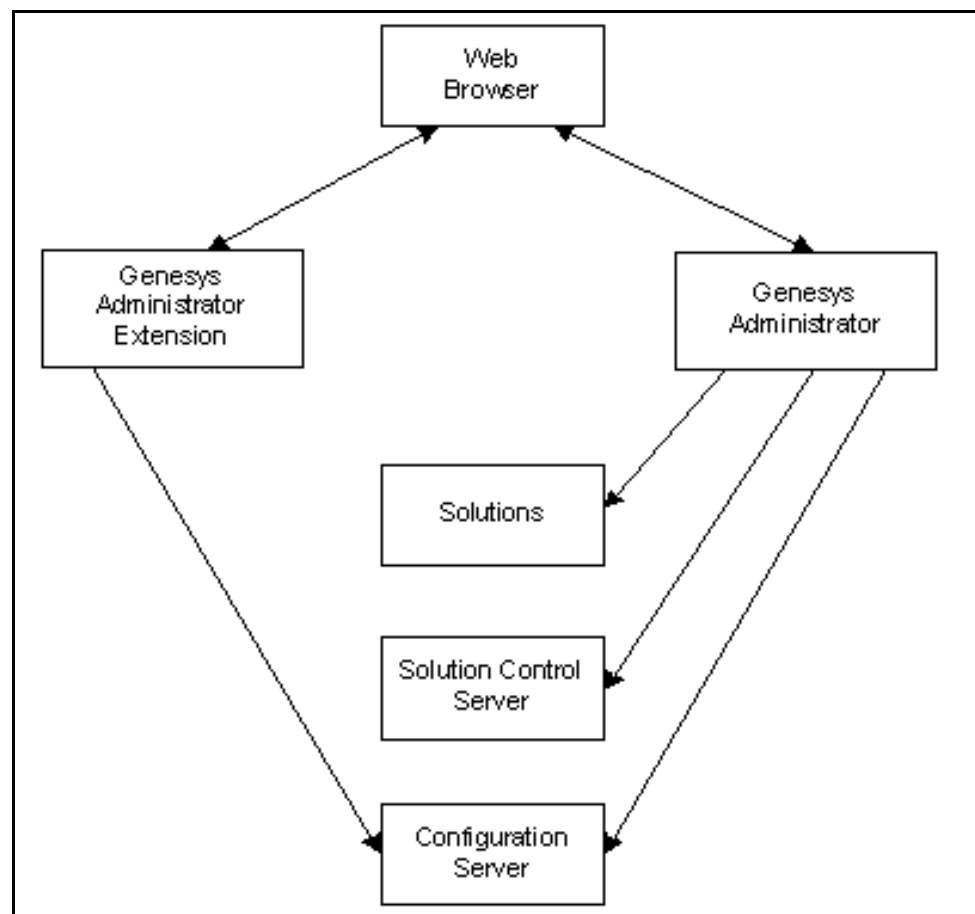 Web
Browser
Genesys
Administrator
Extension
Genesys
Administrator
Solutions
Solution Control
Server
Configuration
Server